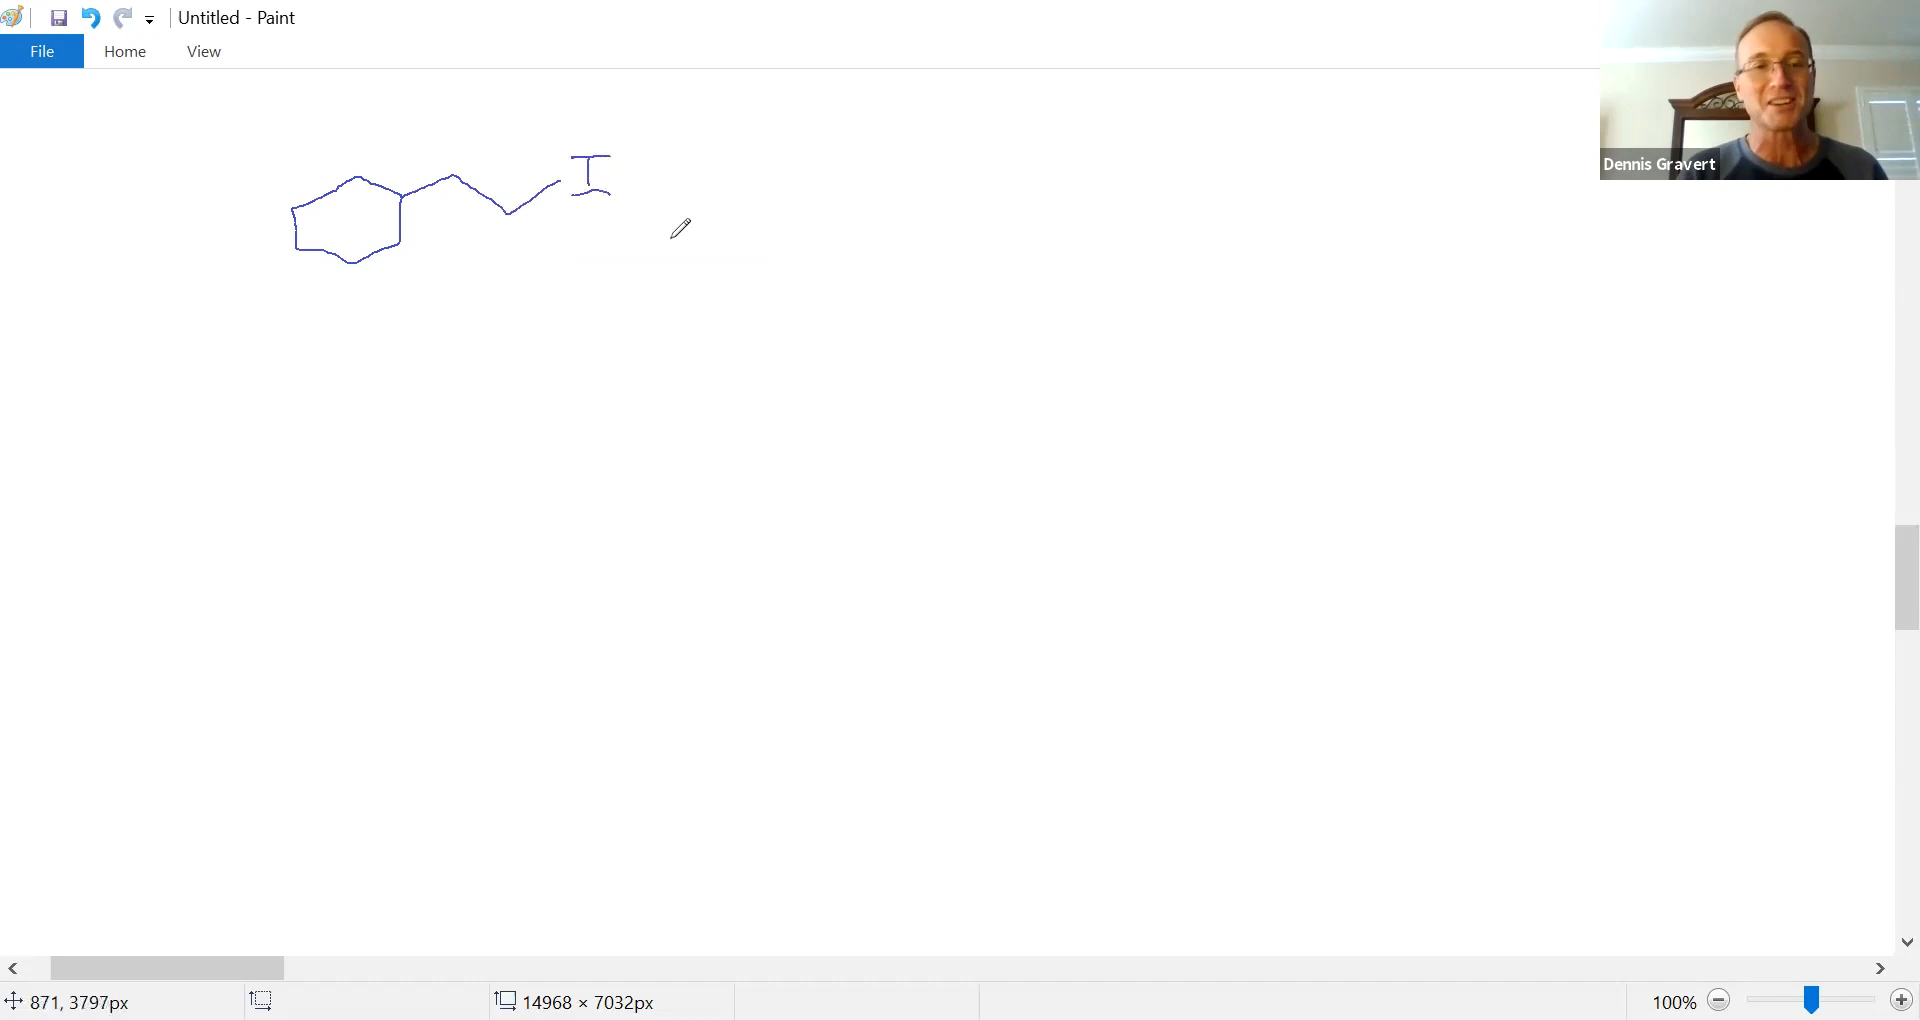 Untitled - Paint
File Home View
Dennis Gravert
I
871, 3797px
14968 × 7032px
100%